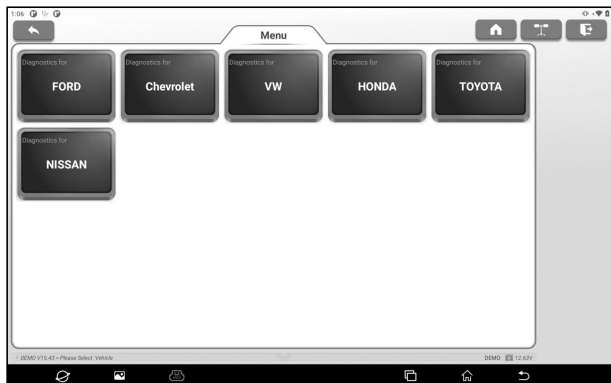 1:06
Menu
Diagnostics for
FORD
Diagnostics for
Chevrolet
Diagnostics for
VW
Diagnostics for
HONDA
Diagnostics for
TOYOTA
Diagnostics for
NISSAN
> DEMO V15.43 > Please Select Vehicle
DEMO 12.63V